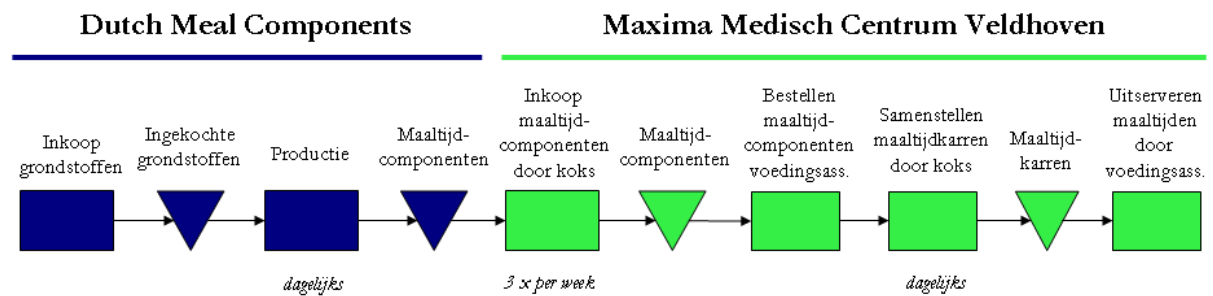 Dutch Meal Components
Maxima Medisch Centrum Veldhoven
Inkoop
grondstoffen
Ingekochte
grondstoffen
Productie
Maaltijd-
componenten
Inkoop
maaltijd-
componenten
door koks
Maaltijd-
componenten
Bestellen
maaltijd-
componenten
voedingsass.
Samenstellen
maaltijdkarren
door koks
Maaltijd-
karren
Uitserveren
maaltijden
door
voedingsass.
dagelijks
3 x per week
dagelijks